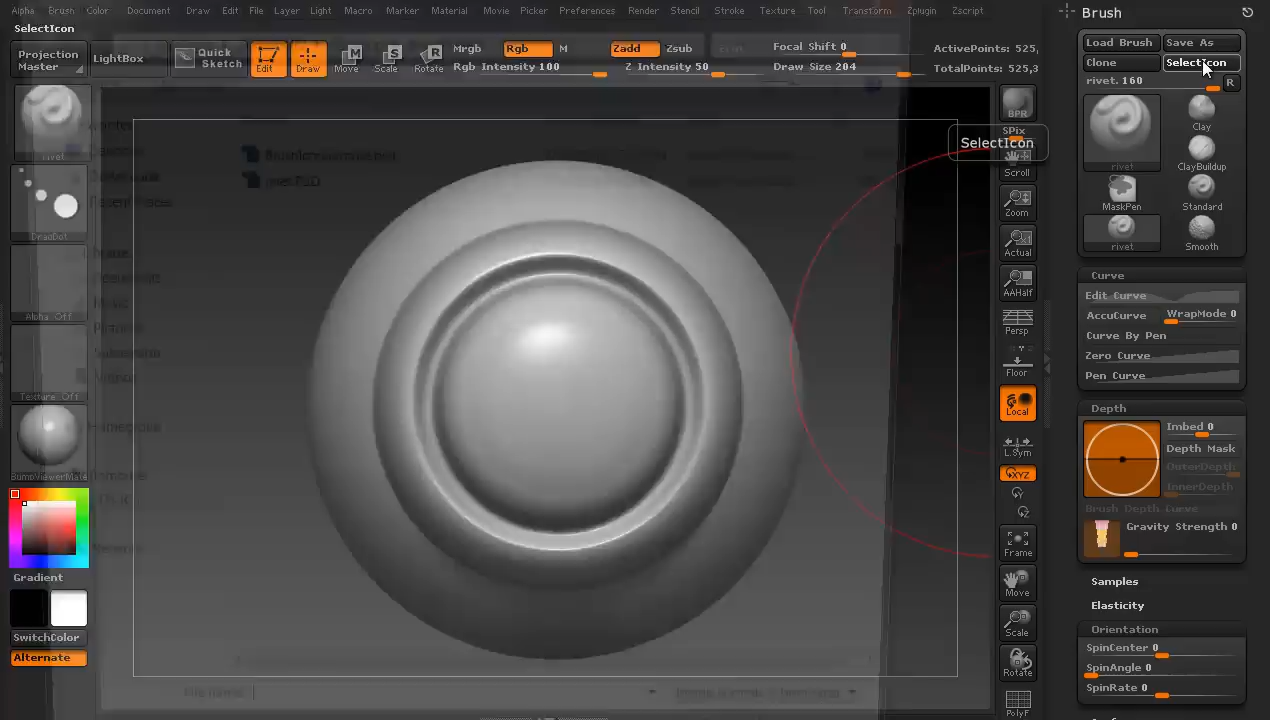 Alpha Brush Color Document Draw Edit File Layer Light Macro Marker Material Movie Picker Preferences Render Stencil Stroke Texture Tool Transform Zplugin Zscript
SelectIcon
Projection Master
LightBox
Quick Sketch
Edit
Draw
Move
Scale
Rotate
Mrgb Rgb M
Rgb Intensity 100
Zadd Zsub
Z Intensity 50
Focal Shift 0
Draw Size 204
ActivePoints: 525,
TotalPoints: 525,3
rivet
DragDot
Alpha Off
Texture Off
Gradient
SwitchColor
Alternate
File name:
BPR
SPix
SelectIcon
Scroll
Zoom
Actual
AAHalf
Persp
Floor
Local
L.Sym
XYZ
Frame
Move
Scale
Rotate
PolyF
Brush
Load Brush Save As
Clone SelectIcon
rivet. 160 R
rivet
Clay
ClayBuildup
MaskPen
Standard
rivet
Smooth
Curve
Edit Curve
AccuCurve WrapMode 0
Curve By Pen
Zero Curve
Pen Curve
Depth
Imbed 0
Depth Mask
OuterDepth
InnerDepth
Brush Depth Curve
Gravity Strength 0
Samples
Elasticity
Orientation
SpinCenter 0
SpinAngle 0
SpinRate 0